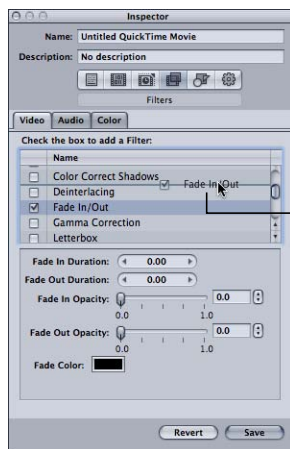 Inspector
Name: Untitled QuickTime Movie
Description: No description
Filters
Video Audio Color
Check the box to add a Filter:
Name
Color Correct Shadows
Fade In/Out
Deinterlacing
Fade In/Out
Gamma Correction
Letterbox
Fade In Duration: 0.00
Fade Out Duration: 0.00
Fade In Opacity: 0.0
0.0 1.0
Fade Out Opacity: 0.0
0.0 1.0
Fade Color:
Revert Save